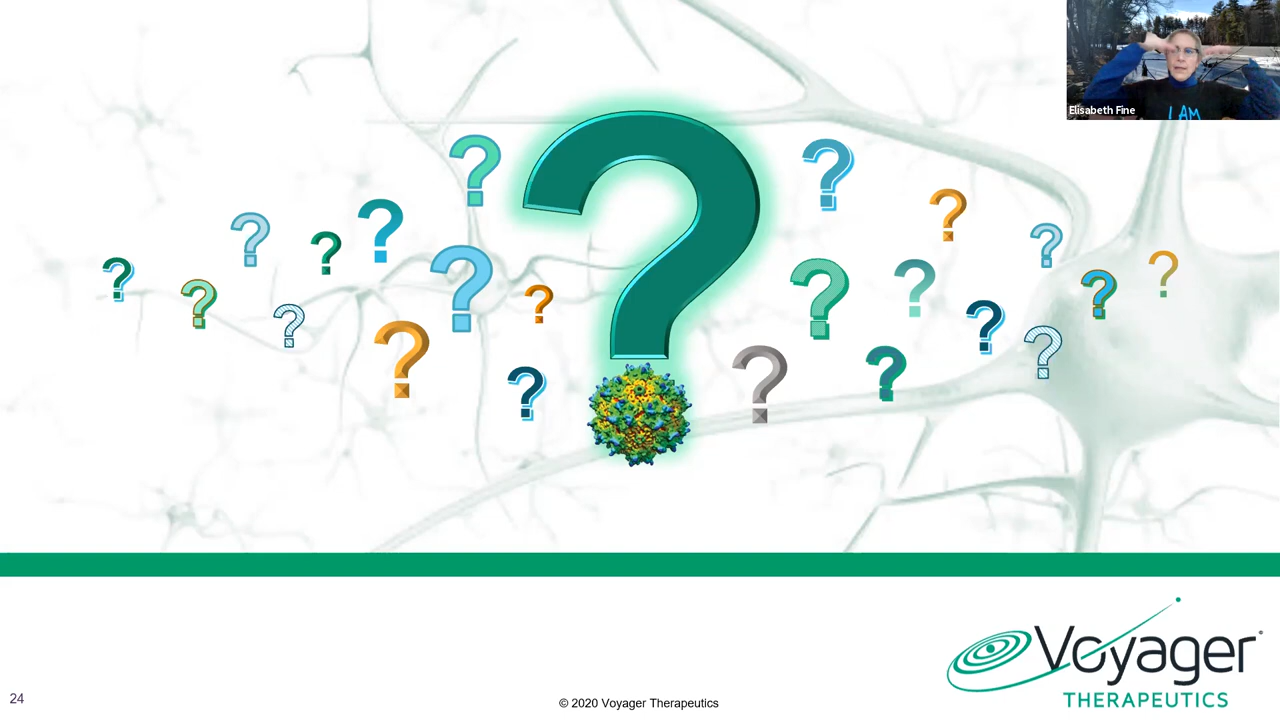 Elisabeth Fine
I AM
Voyager
THERAPEUTICS
24
© 2020 Voyager Therapeutics